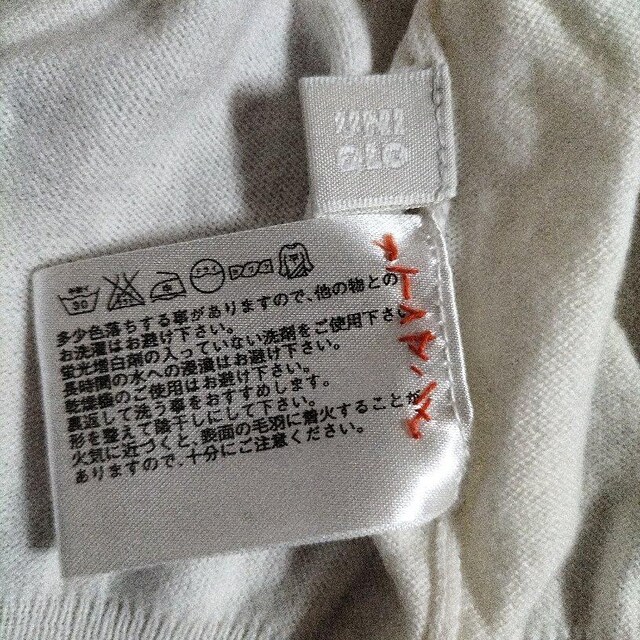 UNI
QLO
30
多少色落ちする事がありますので、他の物との
お洗濯はお避け下さい。
蛍光増白剤の入っていない洗剤をご使用下さい。
長時間の水への浸漬はお避け下さい。
乾燥機のご使用はお避け下さい。
裏返して洗う事をおすすめします。
形を整えて陰干しにして下さい。
火気に近づくと、表面の毛羽に着火することが
ありますので、十分にご注意ください。